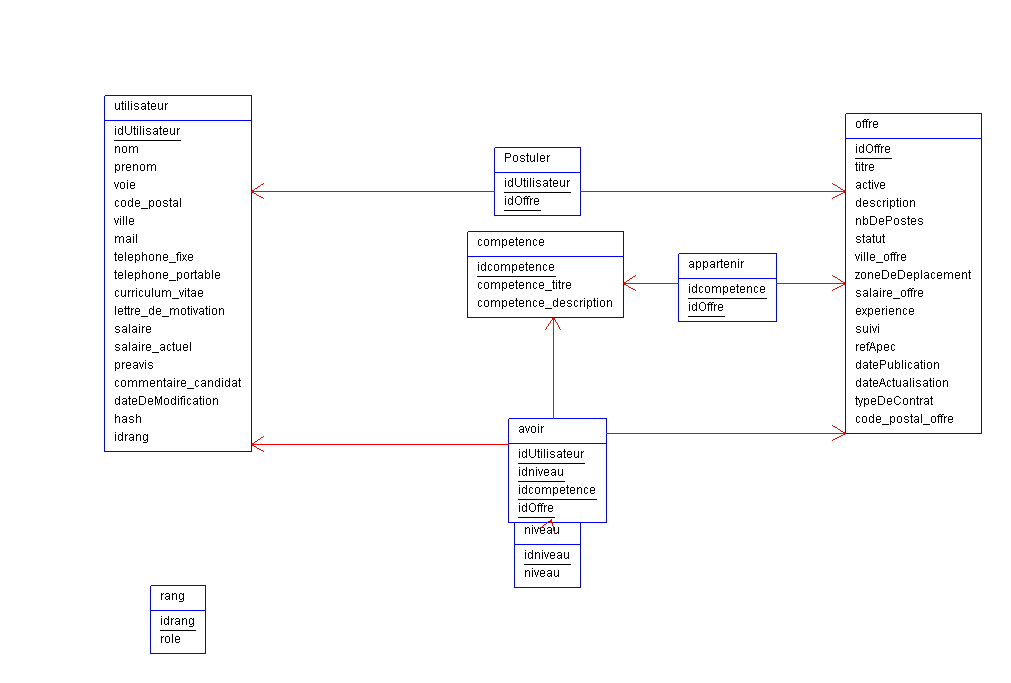 utilisateur
idUtilisateur
nom
prenom
voie
code_postal
ville
mail
telephone_fixe
telephone_portable
curriculum_vitae
lettre_de_motivation
salaire
salaire_actuel
preavis
commentaire_candidat
dateDeModification
hash
idrang
Postuler
idUtilisateur
idOffre
competence
idcompetence
competence_titre
competence_description
appartenir
idcompetence
idOffre
offre
idOffre
titre
active
description
nbDePostes
statut
ville_offre
zoneDeDeplacement
salaire_offre
experience
suivi
refApec
datePublication
dateActualisation
typeDeContrat
code_postal_offre
avoir
idUtilisateur
idniveau
idcompetence
idOffre
niveau
idniveau
niveau
rang
idrang
role